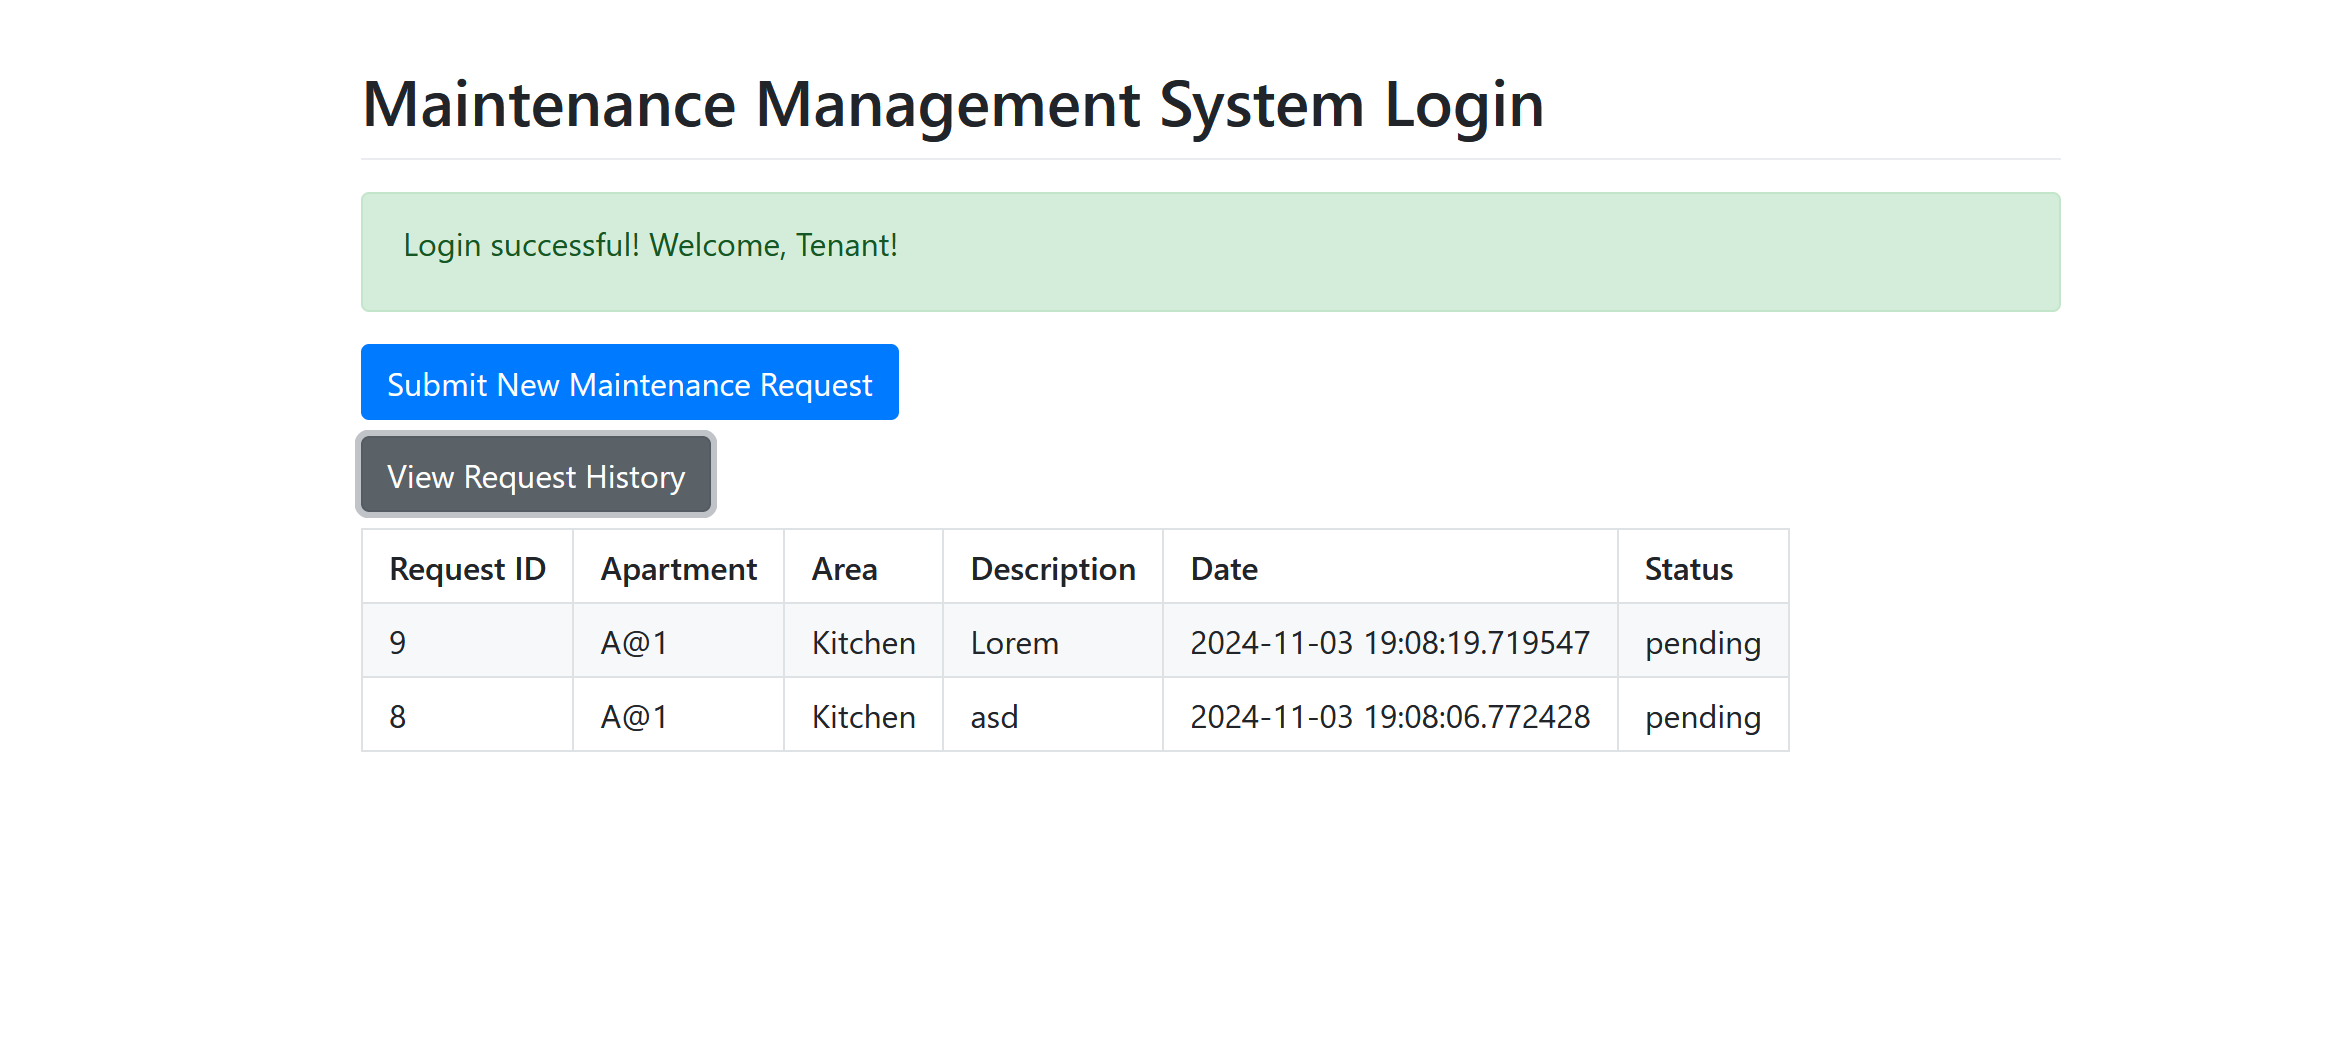 Maintenance Management System Login
Login successful! Welcome, Tenant!
Submit New Maintenance Request
View Request History
Request ID Apartment Area Description Date Status
9 A@1 Kitchen Lorem 2024-11-03 19:08:19.719547 pending
8 A@1 Kitchen asd 2024-11-03 19:08:06.772428 pending